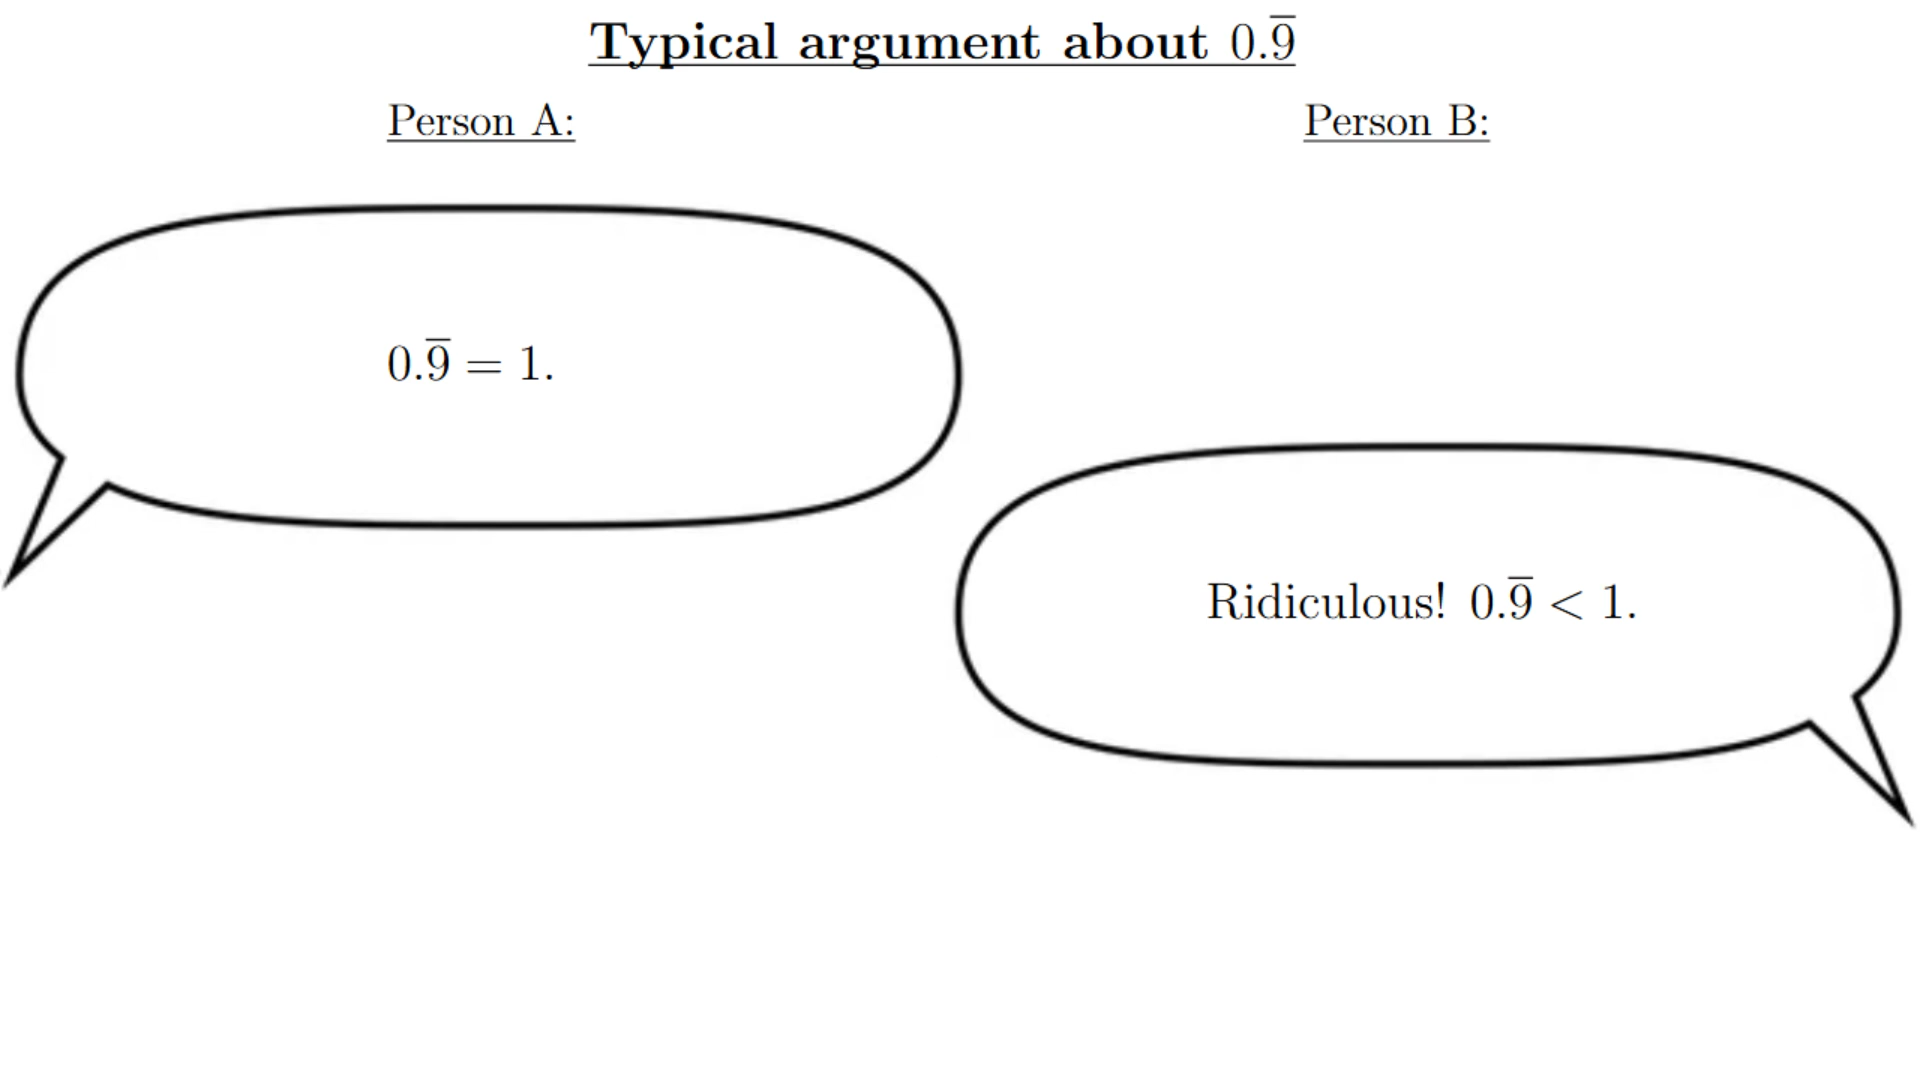 Typical argument about 0.9̅
Person A:
Person B:
0.9̅ = 1.
Ridiculous! 0.9̅ < 1.